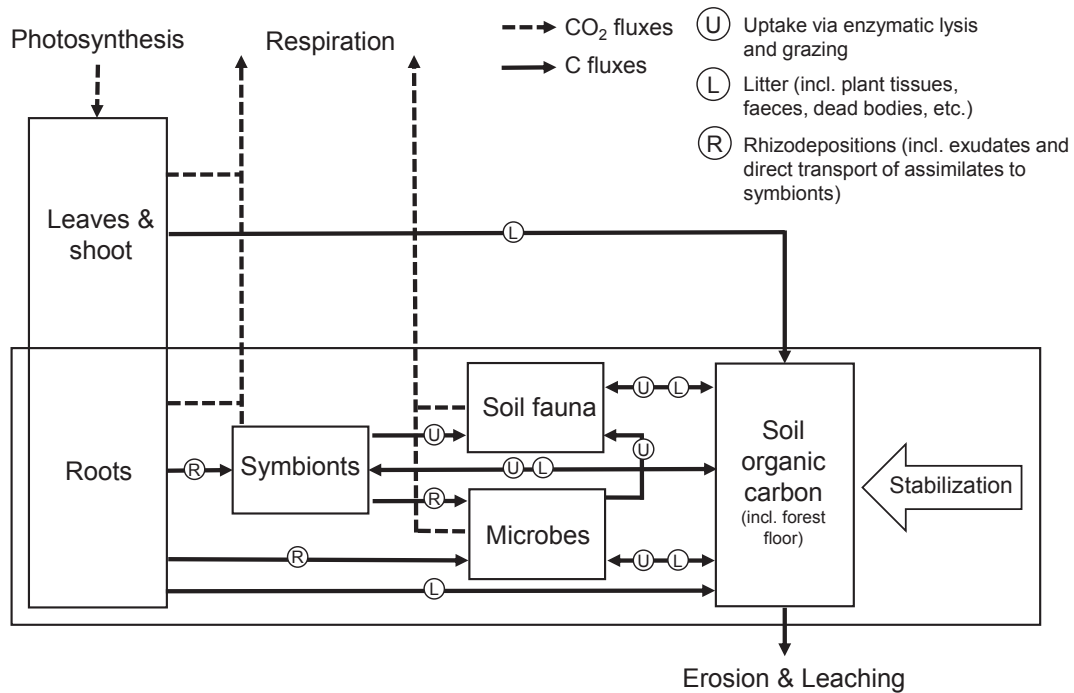 Photosynthesis
Respiration
CO₂ fluxes
C fluxes
U Uptake via enzymatic lysis
and grazing
L Litter (incl. plant tissues,
faeces, dead bodies, etc.)
R Rhizodepositions (incl. exudates and
direct transport of assimilates to
symbionts)
Leaves &
shoot
L
Soil fauna
U L
U
U
Roots
R
Symbionts
U L
R
Microbes
R
U L
L
Soil
organic
carbon
(incl. forest
floor)
Stabilization
Erosion & Leaching